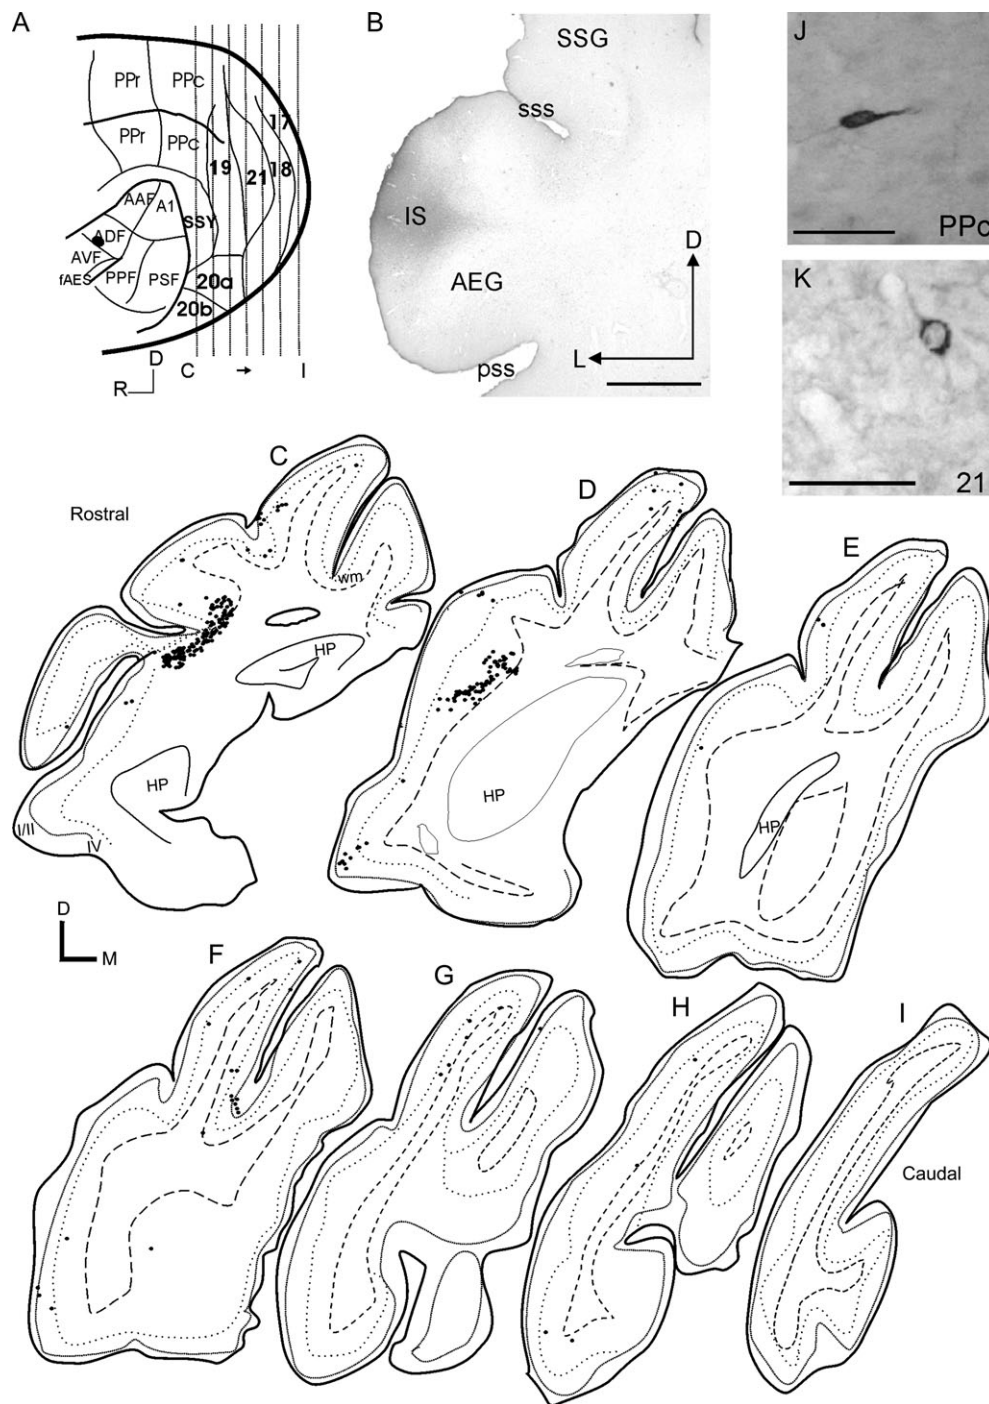 A
PPr
PPc
PPr
PPc
17
19
21
18
AAF
A1
SSY
ADF
AVF
fAES
PPF
PSF
20a
20b
D
R
C
I
B
SSG
sss
IS
AEG
D
L
pss
J
PPc
K
21
C
Rostral
wm
HP
HP
I/II
IV
D
HP
E
HP
D
M
F
G
H
I
Caudal